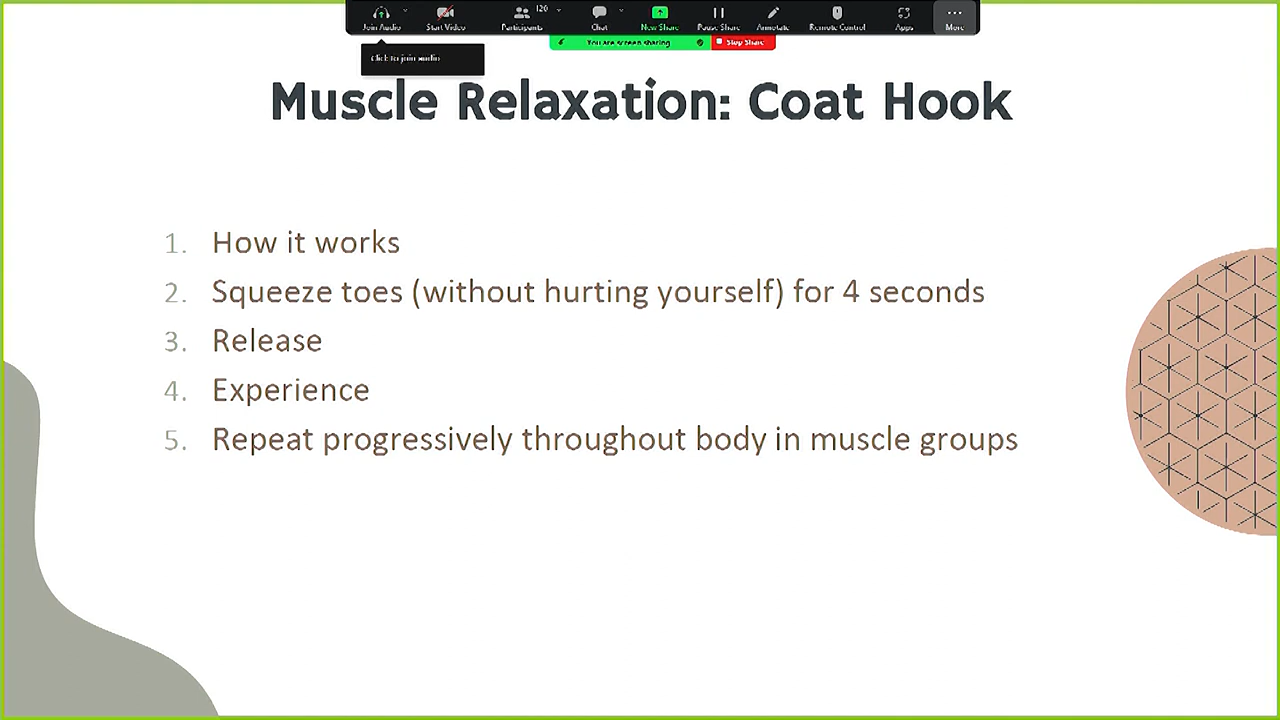 Join Audio
Start Video
Participants
120
Chat
New Share
Pause Share
Annotate
Remote Control
Apps
More
You are screen sharing
Stop Share
Click to join audio
Muscle Relaxation: Coat Hook
1. How it works
2. Squeeze toes (without hurting yourself) for 4 seconds
3. Release
4. Experience
5. Repeat progressively throughout body in muscle groups